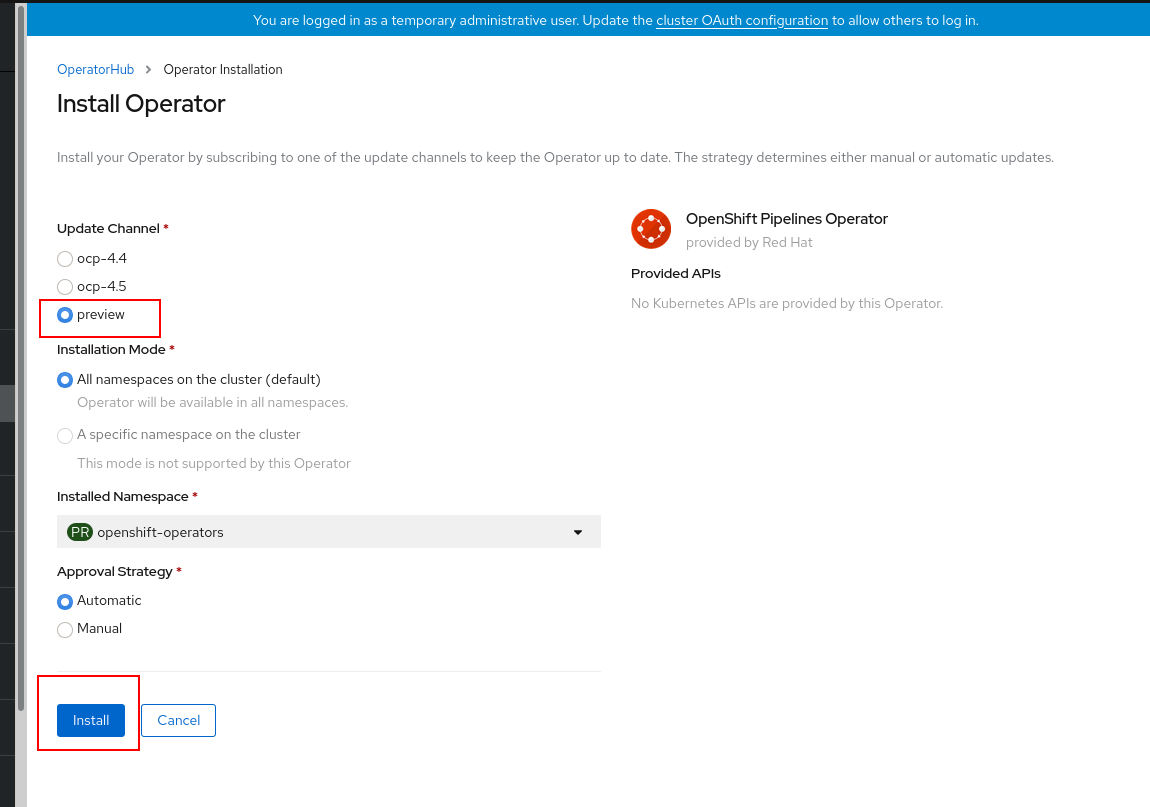 You are logged in as a temporary administrative user. Update the cluster OAuth configuration to allow others to log in.
OperatorHub > Operator Installation
Install Operator
Install your Operator by subscribing to one of the update channels to keep the Operator up to date. The strategy determines either manual or automatic updates.
Update Channel *
ocp-4.4
ocp-4.5
preview
Installation Mode *
All namespaces on the cluster (default)
Operator will be available in all namespaces.
A specific namespace on the cluster
This mode is not supported by this Operator
Installed Namespace *
PR openshift-operators
Approval Strategy *
Automatic
Manual
Install Cancel
OpenShift Pipelines Operator
provided by Red Hat
Provided APIs
No Kubernetes APIs are provided by this Operator.